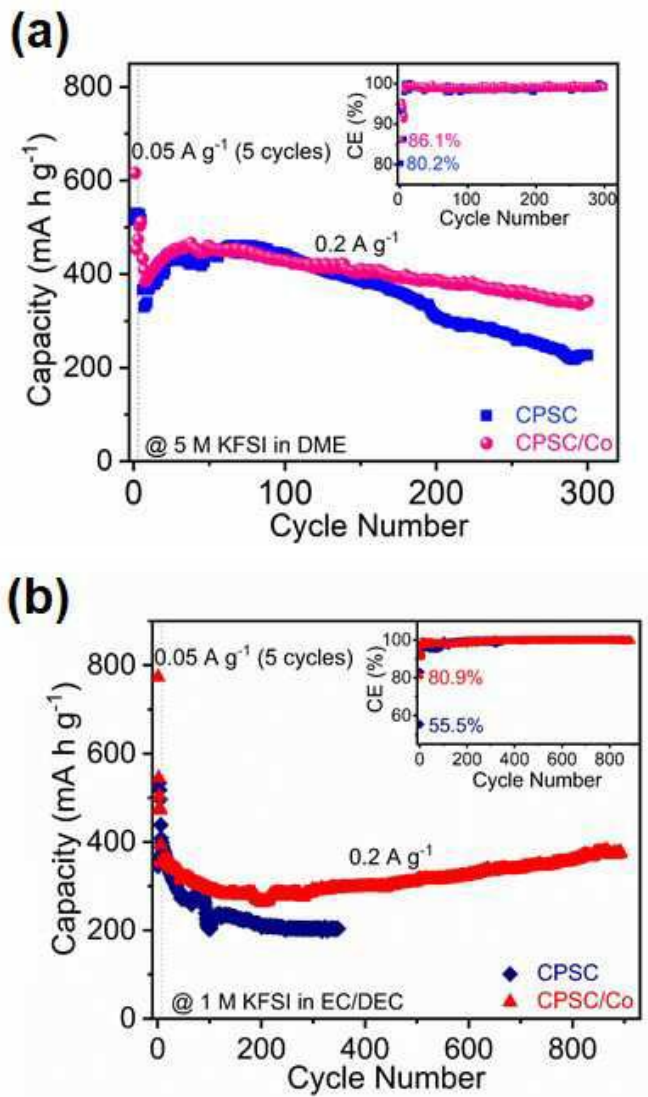 (a)
800
600
400
200
0
Capacity (mA h g⁻¹)
0.05 A g⁻¹ (5 cycles)
0.2 A g⁻¹
CE (%)
100
90
80
86.1%
80.2%
0 100 200 300
Cycle Number
CPSC
CPSC/Co
@ 5 M KFSI in DME
0 100 200 300
Cycle Number
(b)
800
600
400
200
0
Capacity (mA h g⁻¹)
0.05 A g⁻¹ (5 cycles)
0.2 A g⁻¹
CE (%)
100
80
60
80.9%
55.5%
0 200 400 600 800
Cycle Number
CPSC
CPSC/Co
@ 1 M KFSI in EC/DEC
0 200 400 600 800
Cycle Number